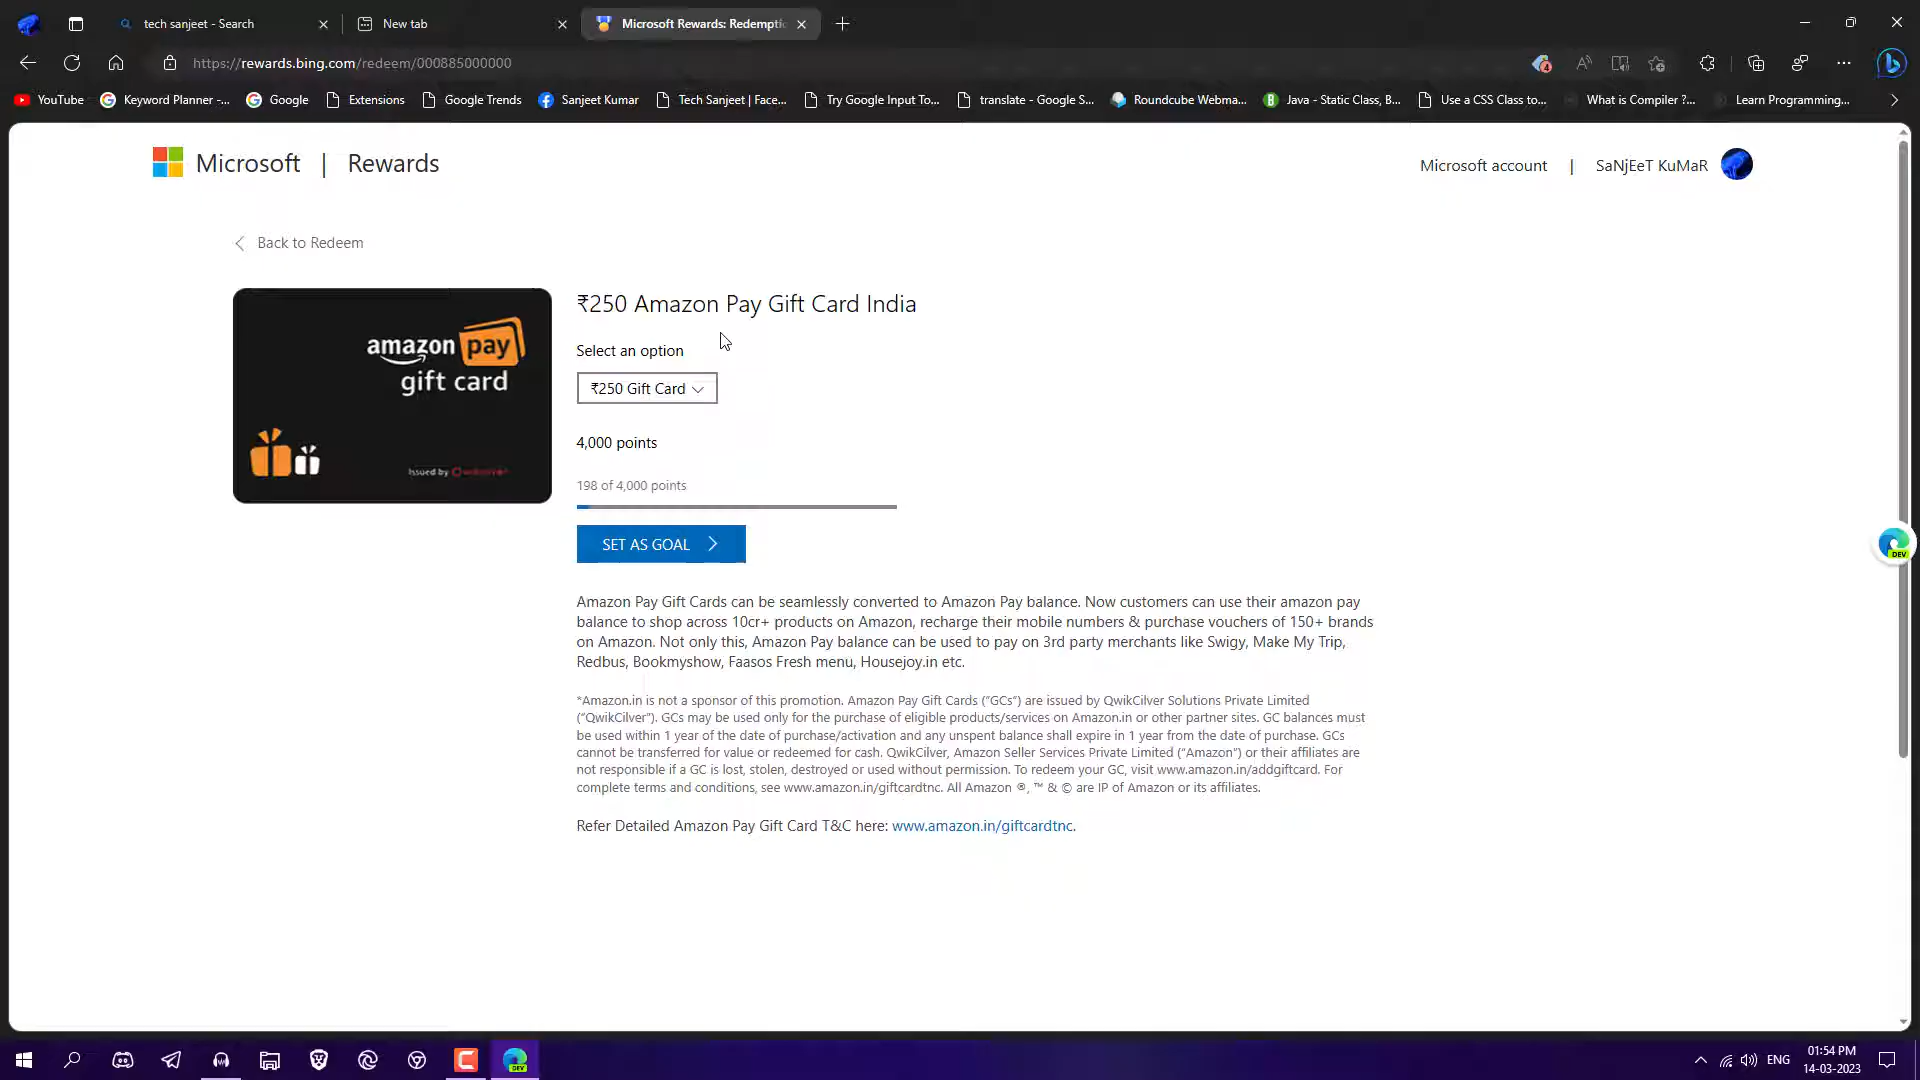 tech sanjeet - Search
New tab
Microsoft Rewards: Redempti
https://rewards.bing.com/redeem/000885000000
4
YouTube
Keyword Planner -...
Google
Extensions
Google Trends
Sanjeet Kumar
Tech Sanjeet | Face...
Try Google Input To...
translate - Google S...
Roundcube Webma...
Java - Static Class, B...
Use a CSS Class to...
What is Compiler ?...
Learn Programming...
Microsoft | Rewards
Microsoft account | SaNjEeT KuMaR
Back to Redeem
amazon pay
gift card
Issued by
₹250 Amazon Pay Gift Card India
Select an option
₹250 Gift Card
4,000 points
198 of 4,000 points
SET AS GOAL
Amazon Pay Gift Cards can be seamlessly converted to Amazon Pay balance. Now customers can use their amazon pay
balance to shop across 10cr+ products on Amazon, recharge their mobile numbers & purchase vouchers of 150+ brands
on Amazon. Not only this, Amazon Pay balance can be used to pay on 3rd party merchants like Swigy, Make My Trip,
Redbus, Bookmyshow, Faasos Fresh menu, Housejoy.in etc.
*Amazon.in is not a sponsor of this promotion. Amazon Pay Gift Cards (“GCs”) are issued by QwikCilver Solutions Private Limited
(“QwikCilver”). GCs may be used only for the purchase of eligible products/services on Amazon.in or other partner sites. GC balances must
be used within 1 year of the date of purchase/activation and any unspent balance shall expire in 1 year from the date of purchase. GCs
cannot be transferred for value or redeemed for cash. QwikCilver, Amazon Seller Services Private Limited (“Amazon”) or their affiliates are
not responsible if a GC is lost, stolen, destroyed or used without permission. To redeem your GC, visit www.amazon.in/addgiftcard. For
complete terms and conditions, see www.amazon.in/giftcardtnc. All Amazon ®, ™ & © are IP of Amazon or its affiliates.
Refer Detailed Amazon Pay Gift Card T&C here: www.amazon.in/giftcardtnc.
DEV
DEV
ENG
01:54 PM
14-03-2023